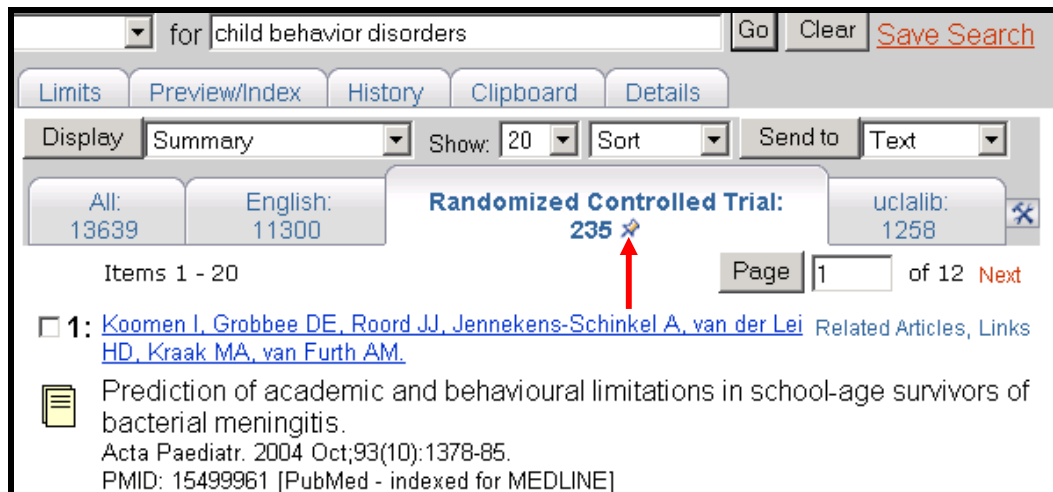 for child behavior disorders Go Clear Save Search
Limits Preview/Index History Clipboard Details
Display Summary Show: 20 Sort Send to Text
All: English: Randomized Controlled Trial: uclalib:
13639 11300 235 1258
Items 1 - 20 Page 1 of 12 Next
1: Koomen I, Grobbee DE, Roord JJ, Jennekens-Schinkel A, van der Lei Related Articles, Links
HD, Kraak MA, van Furth AM.
Prediction of academic and behavioural limitations in school-age survivors of
bacterial meningitis.
Acta Paediatr. 2004 Oct;93(10):1378-85.
PMID: 15499961 [PubMed - indexed for MEDLINE]